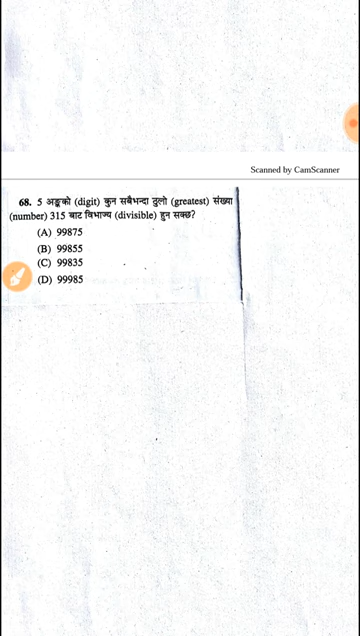 Scanned by CamScanner
68. 5 अङ्कको (digit) कुन सबैभन्दा ठुलो (greatest) संख्या
(number) 315 बाट विभाज्य (divisible) हुन सक्छ?
(A) 99875
(B) 99855
(C) 99835
(D) 99985